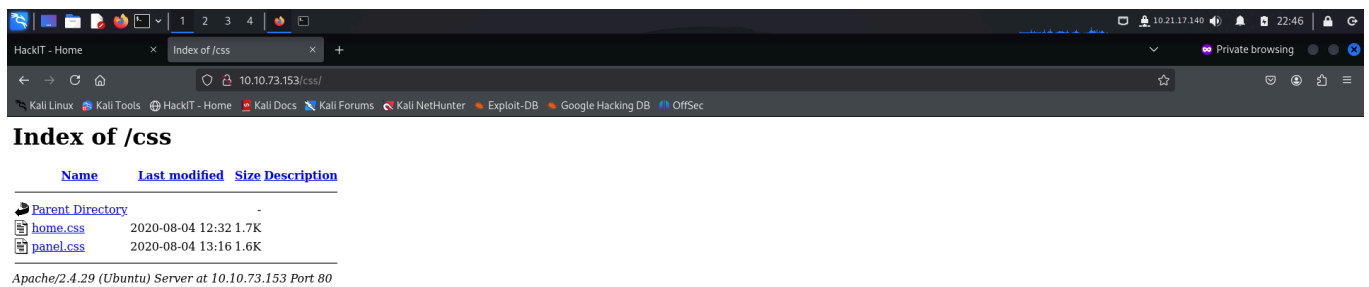 1 2 3 4 10.21.17.140 22:46
HackIT - Home × Index of /css × + Private browsing
10.10.73.153/css/
Kali Linux Kali Tools HackIT - Home Kali Docs Kali Forums Kali NetHunter Exploit-DB Google Hacking DB OffSec
Index of /css
Name Last modified Size Description
Parent Directory -
home.css 2020-08-04 12:32 1.7K
panel.css 2020-08-04 13:16 1.6K
Apache/2.4.29 (Ubuntu) Server at 10.10.73.153 Port 80